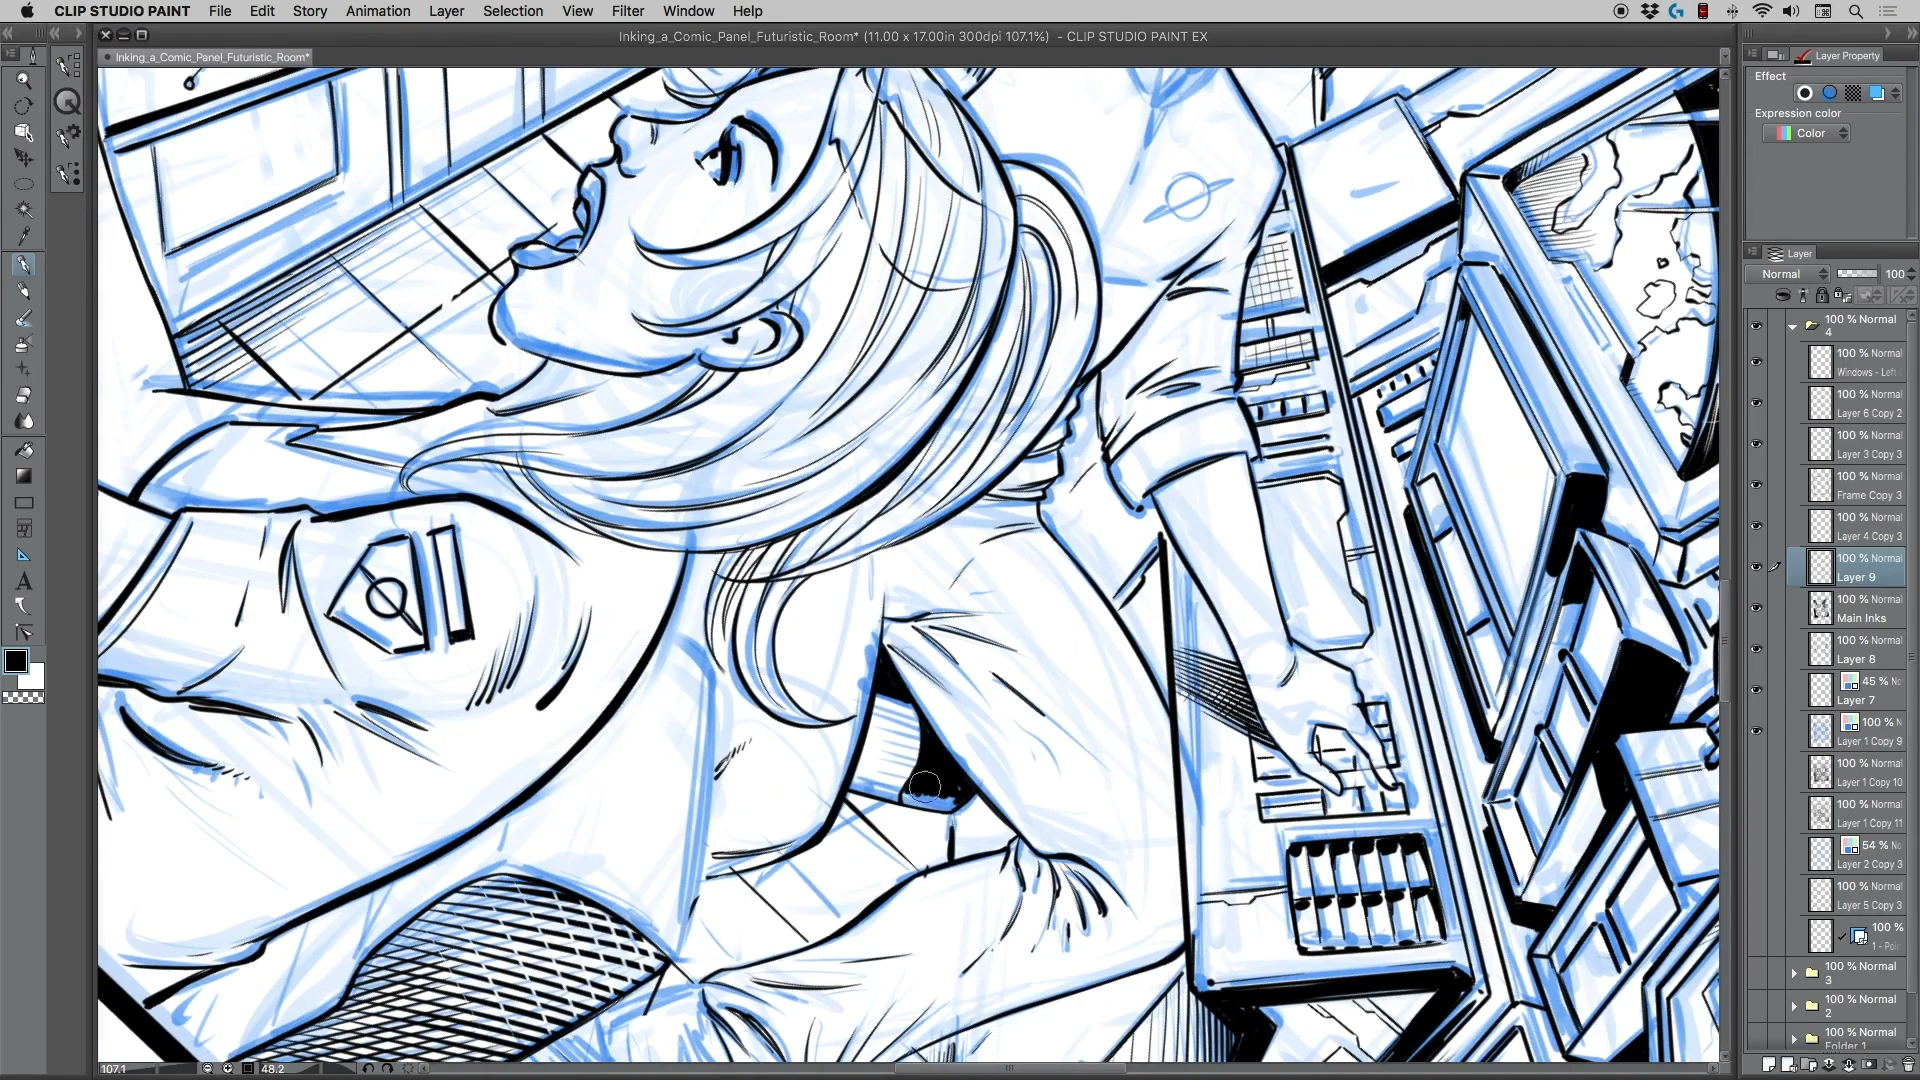 CLIP STUDIO PAINT File Edit Story Animation Layer Selection View Filter Window Help
Inking_a_Comic_Panel_Futuristic_Room* (11.00 x 17.00in 300dpi 107.1%) - CLIP STUDIO PAINT EX
Inking_a_Comic_Panel_Futuristic_Room*
Layer Property
Effect
Expression color
Color
Layer
Normal 100
100 % Normal
4
100 % Normal
Windows - Left
100 % Normal
Layer 6 Copy 2
100 % Normal
Layer 3 Copy 3
100 % Normal
Frame Copy 3
100 % Normal
Layer 4 Copy 3
100 % Normal
Layer 9
100 % Normal
Main Inks
100 % Normal
Layer 8
45 % No
Layer 7
100 % N
Layer 1 Copy 9
100 % Normal
Layer 1 Copy 10
100 % Normal
Layer 1 Copy 11
54 % No
Layer 2 Copy 3
100 % Normal
Layer 5 Copy 3
100 %
100 % Normal
3
100 % Normal
2
100 % Normal
Folder 1
107.1 48.2